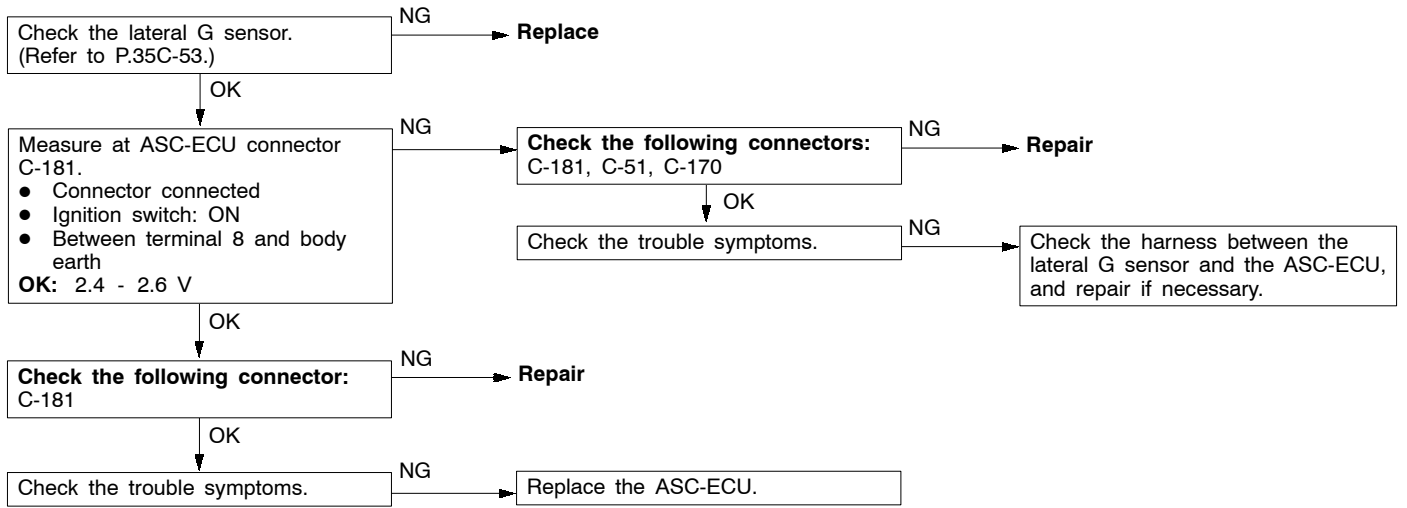 Check the lateral G sensor.
(Refer to P.35C-53.)
NG
Replace
OK
Measure at ASC-ECU connector
C-181.
● Connector connected
● Ignition switch: ON
● Between terminal 8 and body
earth
OK: 2.4 - 2.6 V
NG
Check the following connectors:
C-181, C-51, C-170
NG
Repair
OK
Check the trouble symptoms.
NG
Check the harness between the
lateral G sensor and the ASC-ECU,
and repair if necessary.
OK
Check the following connector:
C-181
NG
Repair
OK
Check the trouble symptoms.
NG
Replace the ASC-ECU.